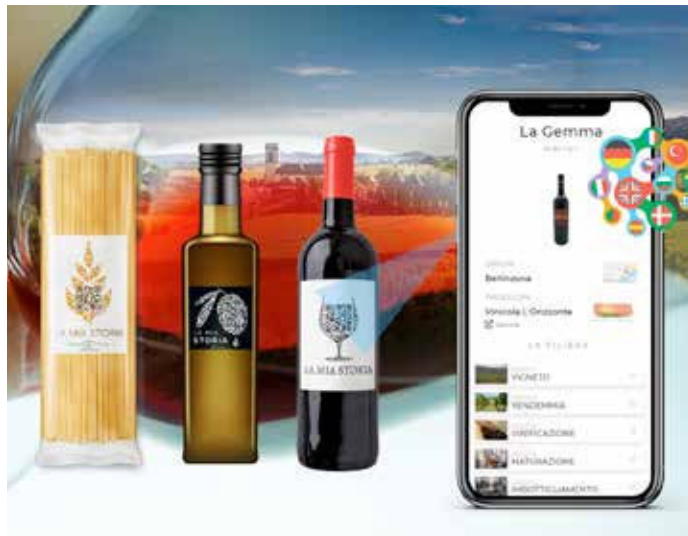 LA MIA STORIA
LA MIA
STORIA
LA MIA STORIA
La Gemma
Bellinzona
Vinicola L'Orizzonte
LA FILIERA
VIGNETO
VENDEMMIA
VINIFICAZIONE
MATURAZIONE
IMBOTTIGLIAMENTO